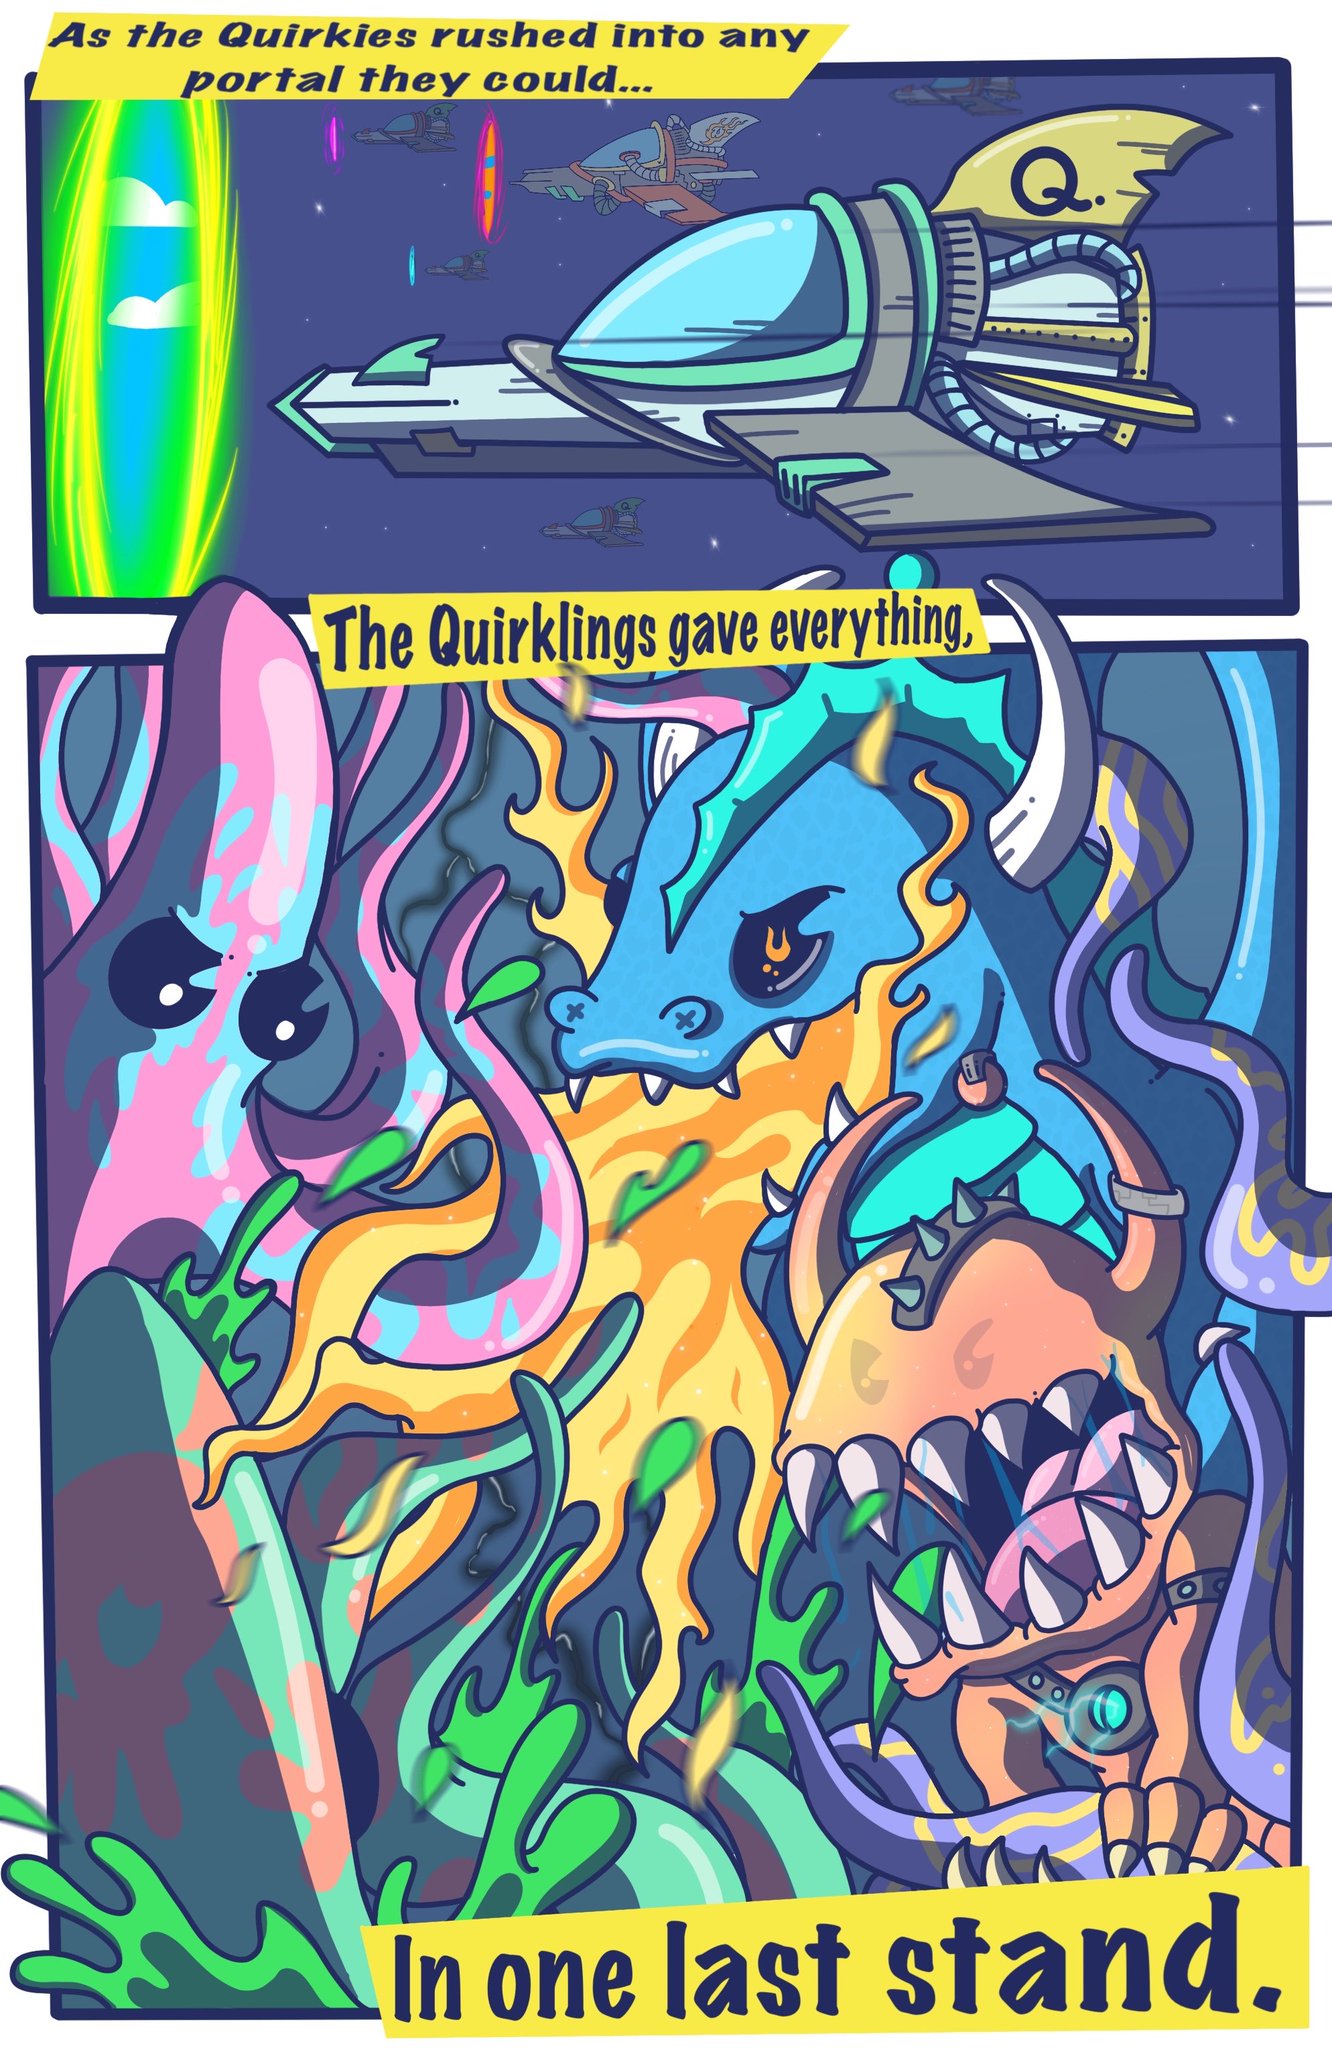 As the Quirkies rushed into any
portal they could...
Q.
The Quirklings gave everything,
In one last stand.